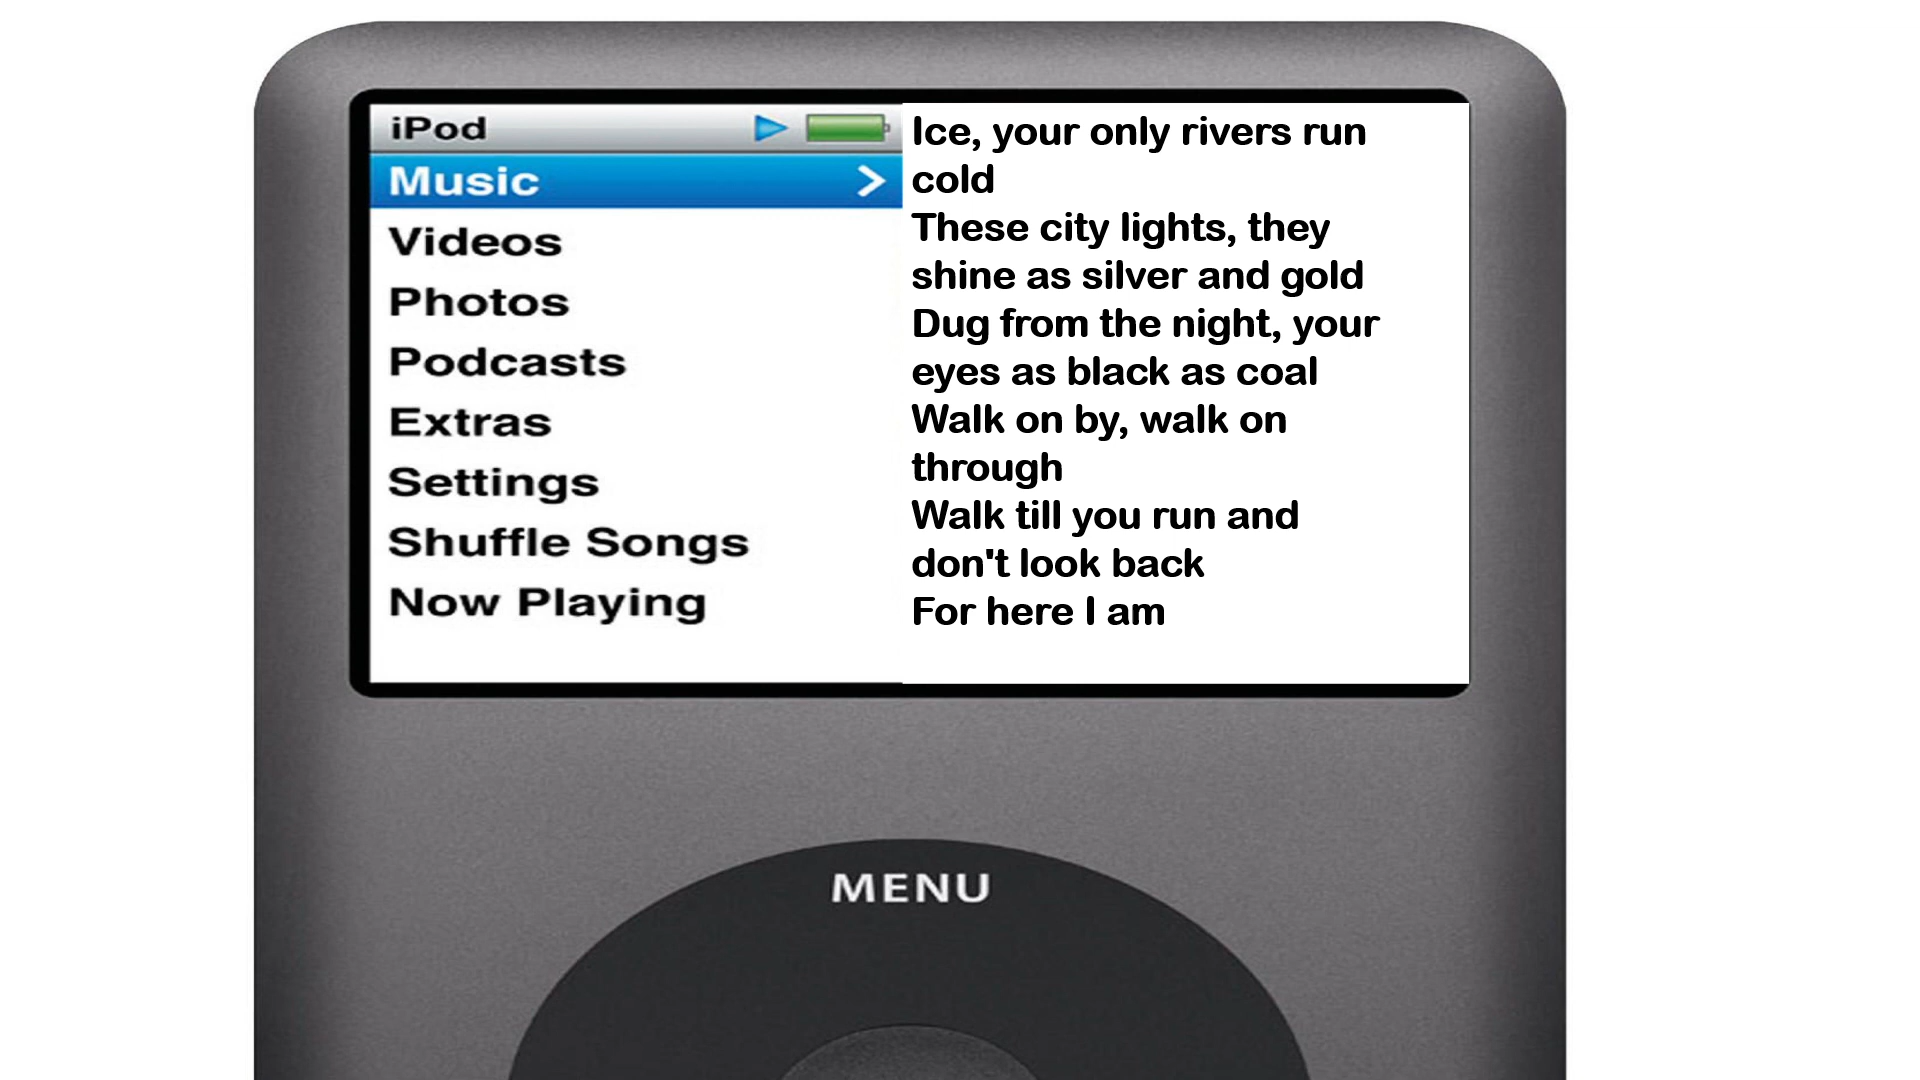 iPod
Music
Videos
Photos
Podcasts
Extras
Settings
Shuffle Songs
Now Playing
Ice, your only rivers run
cold
These city lights, they
shine as silver and gold
Dug from the night, your
eyes as black as coal
Walk on by, walk on
through
Walk till you run and
don't look back
For here I am
MENU